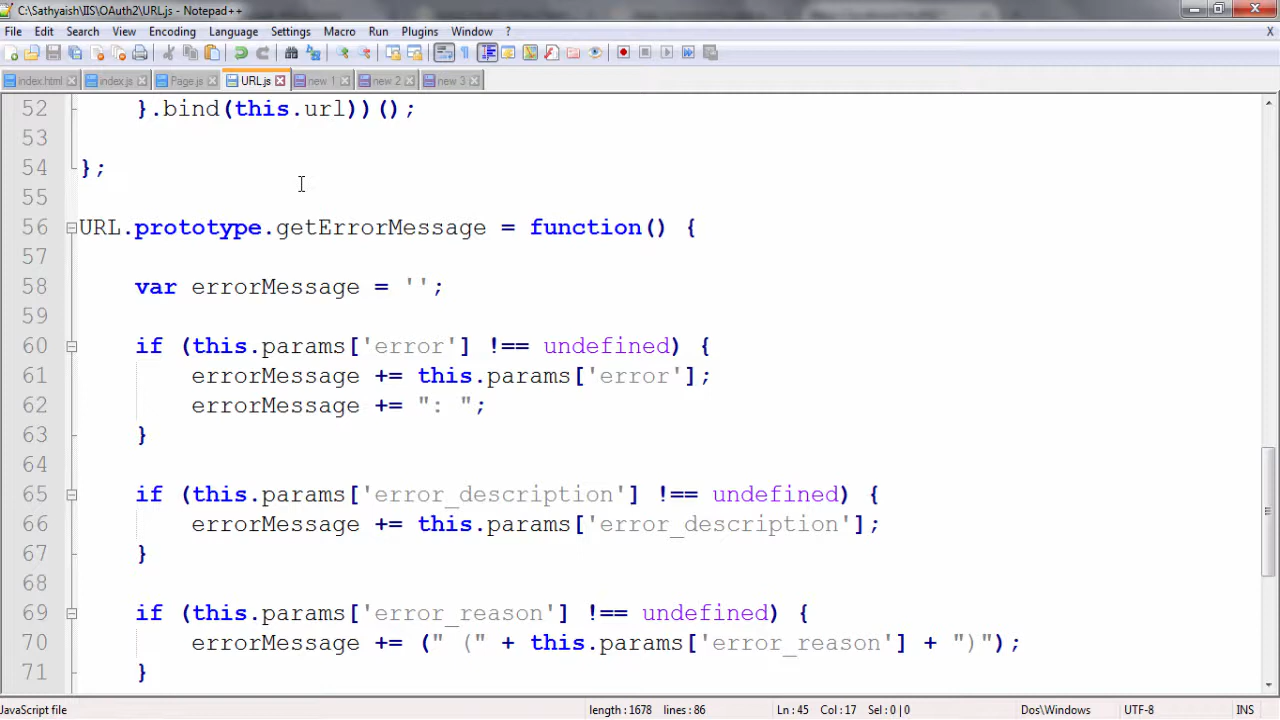 C:\Sathyaish\IIS\OAuth2\URL.js - Notepad++
File Edit Search View Encoding Language Settings Macro Run Plugins Window ? X
index.html index.js Page.js URL.js new 1 new 2 new 3
52 }.bind(this.url))();
53
54 };
55
56 URL.prototype.getErrorMessage = function() {
57
58 var errorMessage = '';
59
60 if (this.params['error'] !== undefined) {
61 errorMessage += this.params['error'];
62 errorMessage += ": ";
63 }
64
65 if (this.params['error_description'] !== undefined) {
66 errorMessage += this.params['error_description'];
67 }
68
69 if (this.params['error_reason'] !== undefined) {
70 errorMessage += (" (" + this.params['error_reason'] + ")");
71 }
JavaScript file length : 1678 lines : 86 Ln : 45 Col : 17 Sel : 0 | 0 Dos\Windows UTF-8 INS